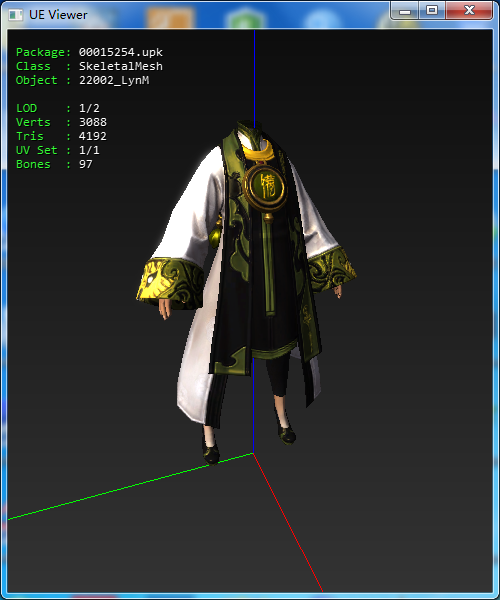 UE Viewer
Package: 00015254.upk
Class : SkeletalMesh
Object : 22002_LynM
LOD : 1/2
Verts : 3088
Tris : 4192
UV Set : 1/1
Bones : 97